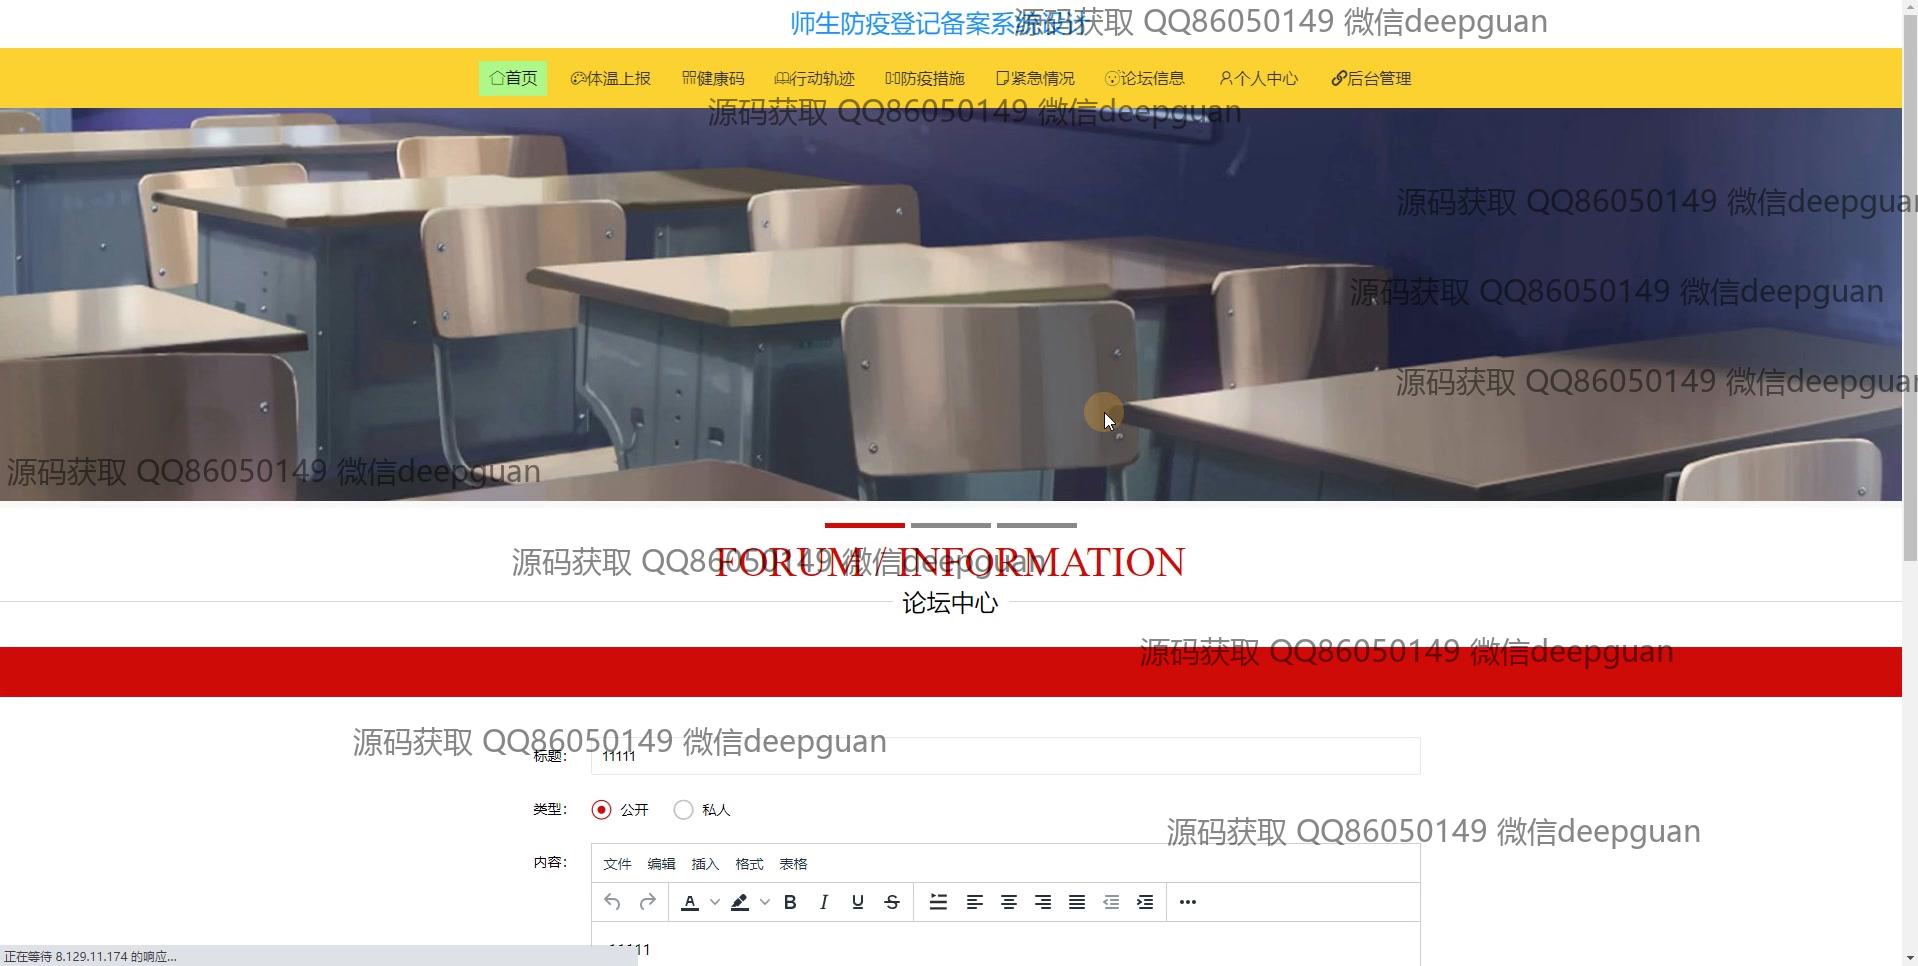 师生防疫登记备案系统设计
源码获取 QQ86050149 微信deepguan
首页 体温上报 健康码 行动轨迹 防疫措施 紧急情况 论坛信息 个人中心 后台管理
源码获取 QQ86050149 微信deepguan
源码获取 QQ86050149 微信deepguan
源码获取 QQ86050149 微信deepguan
源码获取 QQ86050149 微信deepguan
源码获取 QQ86050149 微信deepguan
源码获取 QQ86050149 微信deepguan
FORUM / INFORMATION
论坛中心
源码获取 QQ86050149 微信deepguan
源码获取 QQ86050149 微信deepguan
标题： 11111
类型： 公开 私人
源码获取 QQ86050149 微信deepguan
内容： 文件 编辑 插入 格式 表格
A B I U S
11111
正在等待 8.129.11.174 的响应...